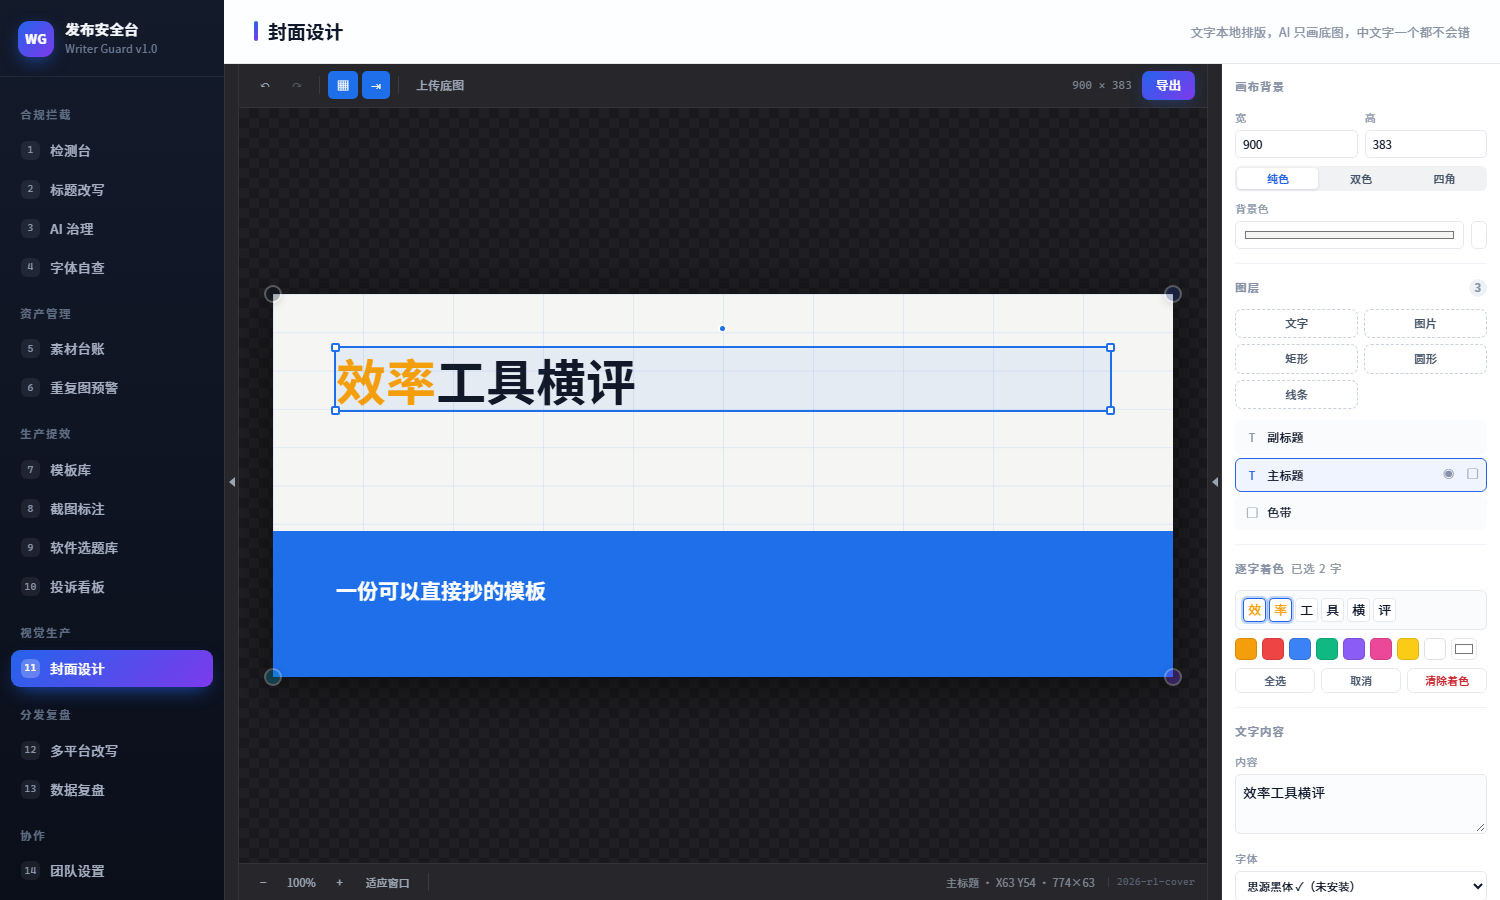 WG
发布安全台
Writer Guard v1.0
合规拦截
1 检测台
2 标题改写
3 AI 治理
4 字体自查
资产管理
5 素材台账
6 重复图预警
生产提效
7 模板库
8 截图标注
9 软件选题库
10 投诉看板
视觉生产
11 封面设计
分发复盘
12 多平台改写
13 数据复盘
协作
14 团队设置
封面设计
文字本地排版，AI 只画底图，中文字一个都不会错
上传底图
900 × 383
导出
效率工具横评
一份可以直接抄的模板
− 100% + 适应窗口
主标题 · X63 Y54 · 774×63
2026-r1-cover
画布背景
宽 高
900 383
纯色 双色 四角
背景色
图层 3
文字 图片
矩形 圆形
线条
T 副标题
T 主标题
色带
逐字着色 已选 2 字
效 率 工 具 横 评
全选 取消 清除着色
文字内容
内容
效率工具横评
字体
思源黑体 ✓（未安装）